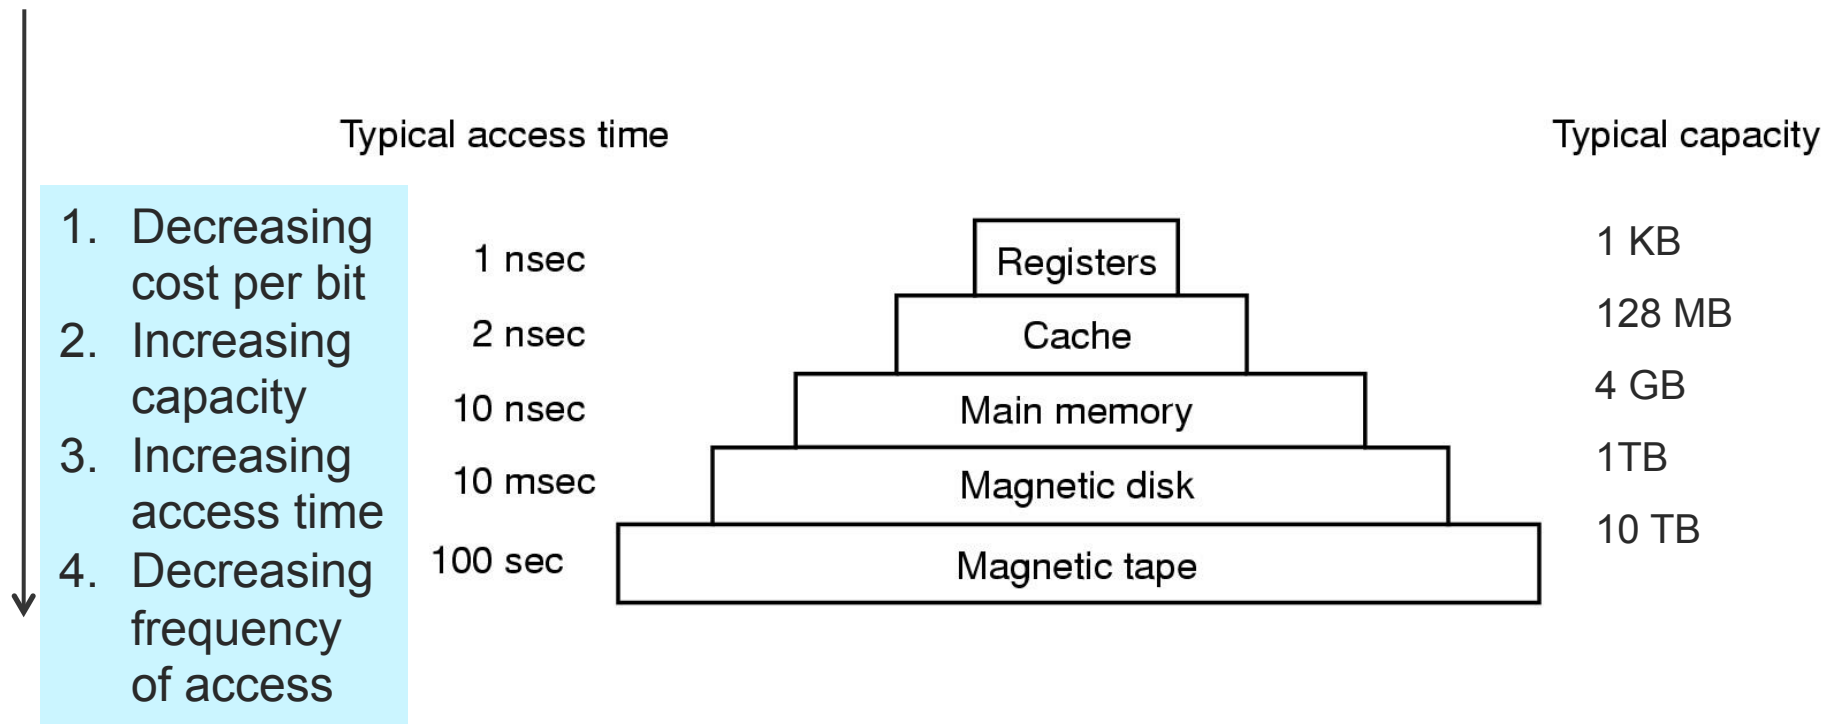 Typical access time
Typical capacity
1. Decreasing
cost per bit
2. Increasing
capacity
3. Increasing
access time
4. Decreasing
frequency
of access
1 nsec
Registers
1 KB
2 nsec
Cache
128 MB
10 nsec
Main memory
4 GB
10 msec
Magnetic disk
1TB
100 sec
Magnetic tape
10 TB